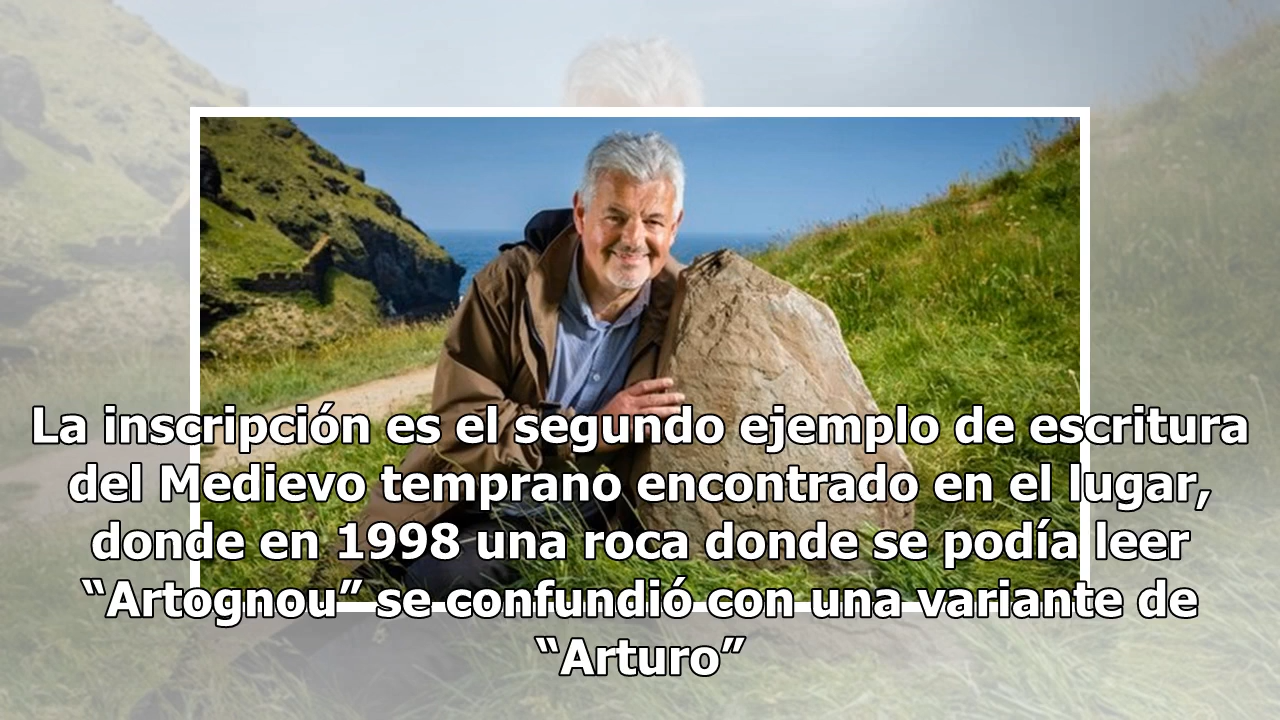 La inscripción es el segundo ejemplo de escritura
del Medievo temprano encontrado en el lugar,
donde en 1998 una roca donde se podía leer
“Artognou” se confundió con una variante de
“Arturo”